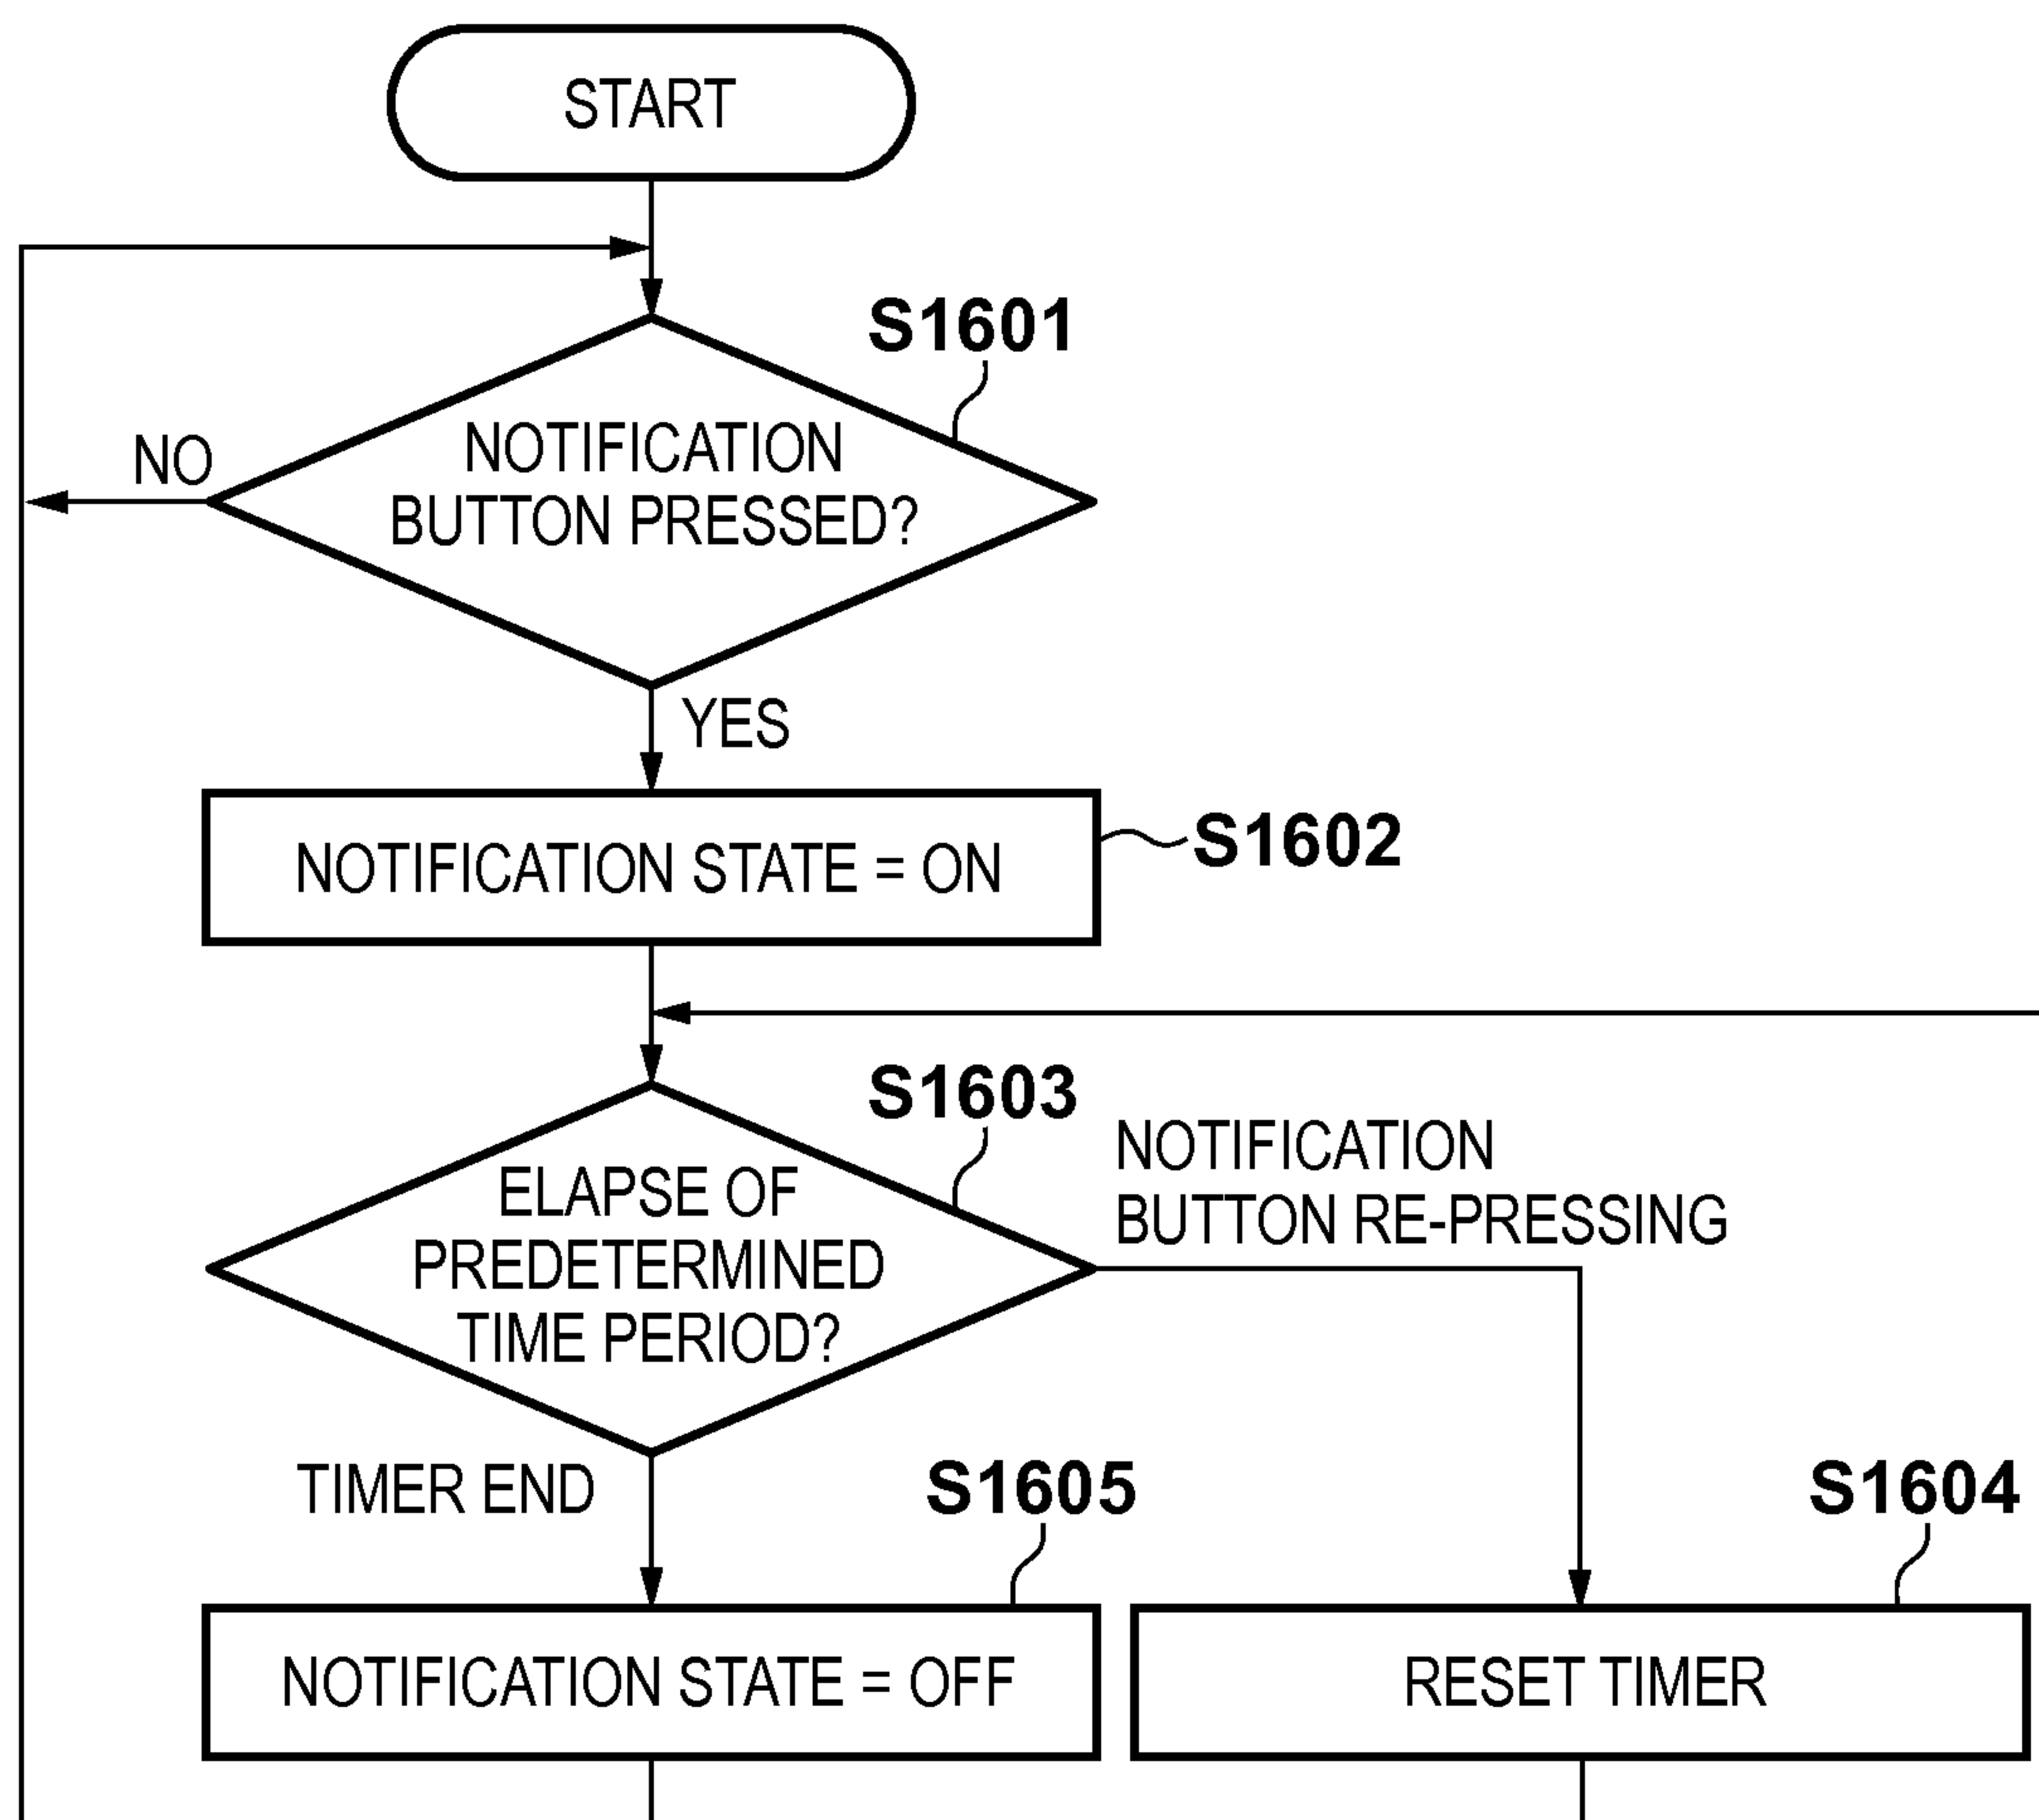 START
S1601
NOTIFICATION
BUTTON PRESSED?
NO
YES
NOTIFICATION STATE = ON
S1602
S1603
ELAPSE OF
PREDETERMINED
TIME PERIOD?
NOTIFICATION
BUTTON RE-PRESSING
TIMER END
S1605
S1604
NOTIFICATION STATE = OFF
RESET TIMER